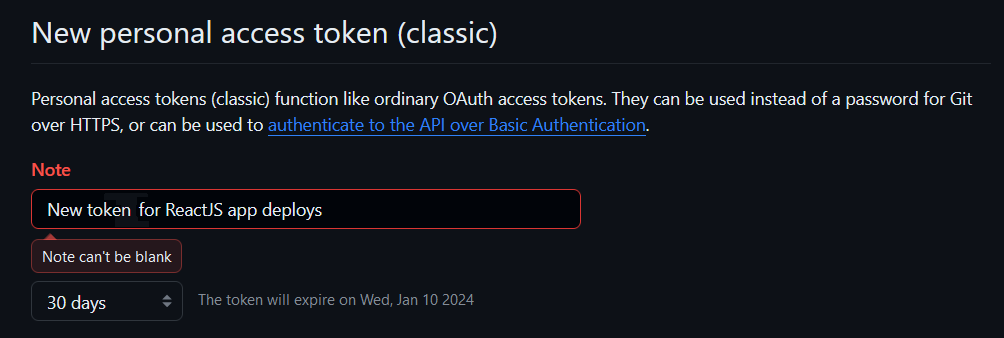 New personal access token (classic)
Personal access tokens (classic) function like ordinary OAuth access tokens. They can be used instead of a password for Git
over HTTPS, or can be used to authenticate to the API over Basic Authentication.
Note
New token for ReactJS app deploys
Note can't be blank
30 days
The token will expire on Wed, Jan 10 2024